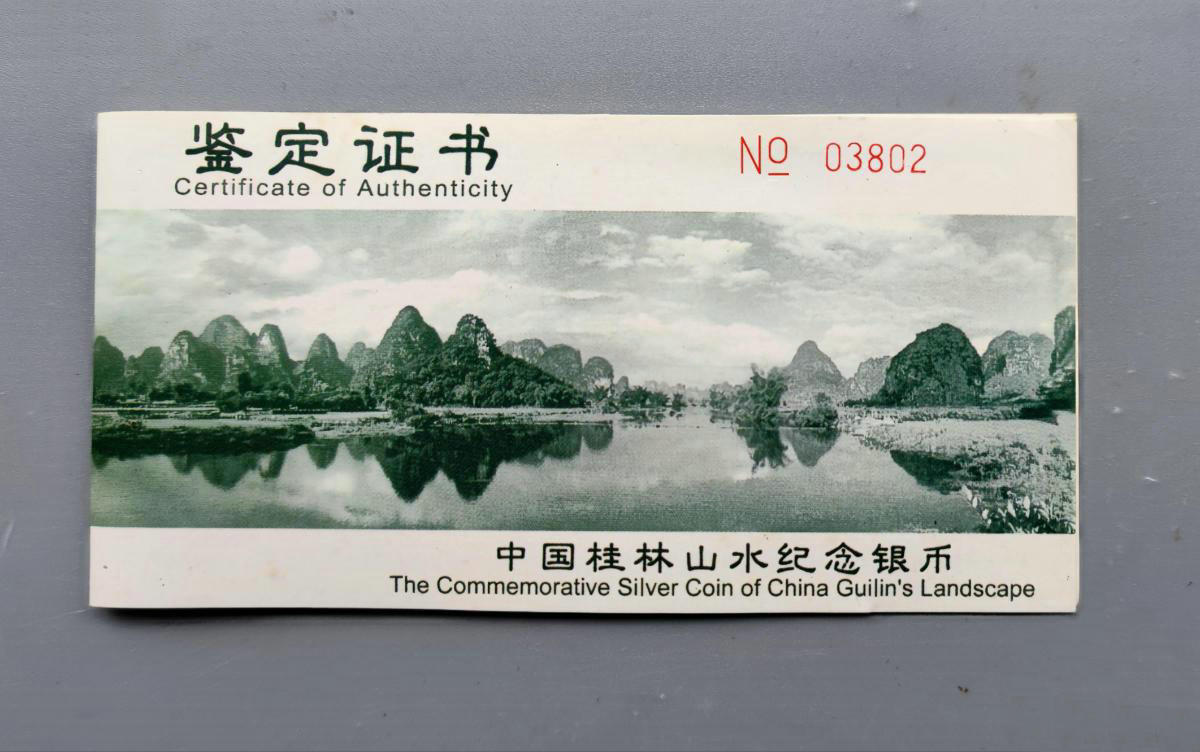 鉴定证书
Certificate of Authenticity
№ 03802
中国桂林山水纪念银币
The Commemorative Silver Coin of China Guilin's Landscape